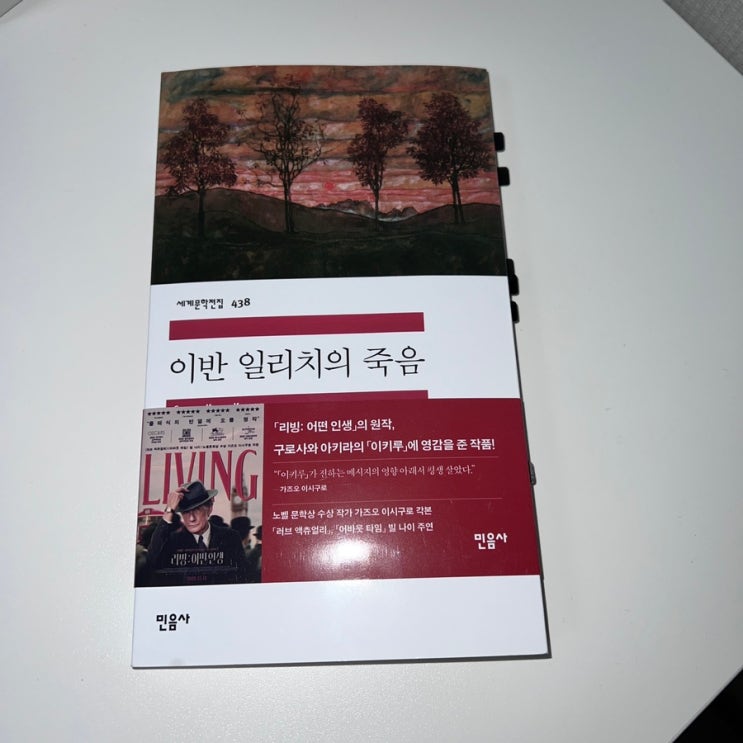 세계문학전집 438
이반 일리치의 죽음
「리빙: 어떤 인생」의 원작,
구로사와 아키라의 「이키루」에 영감을 준 작품!
"「이키루」가 전하는 메시지의 영향 아래서 평생 살았다."
—가즈오 이시구로
노벨 문학상 수상 작가 가즈오 이시구로 각본
「러브 액츄얼리」, 「어바웃 타임」 빌 나이 주연
민음사
LIVING
리빙: 어떤 인생
민음사